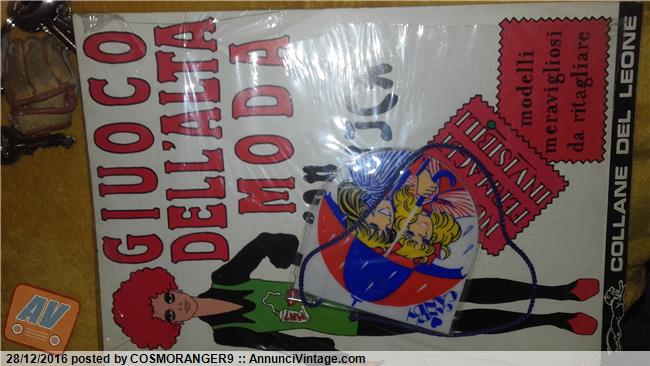 GIUOCO
DELL'ALTA
MODA
modelli
meravigliosi
da ritagliare
INVISIBILI
COLLANE DEL LEONE
AV
28/12/2016 posted by COSMORANGER9 :: AnnunciVintage.com